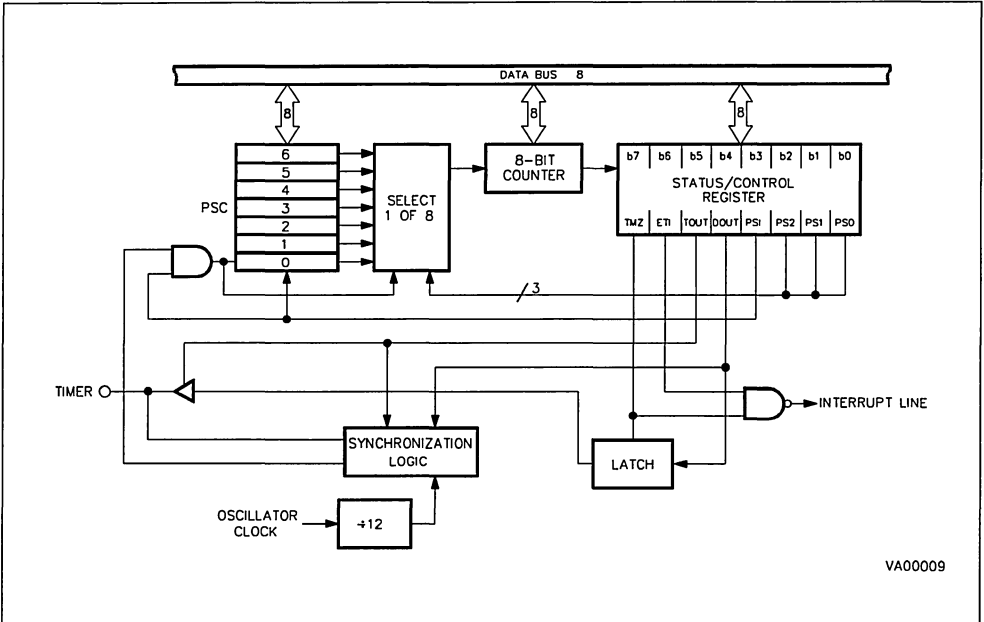 DATA BUS 8
8
8
8
6
5
4
3
2
1
0
PSC
SELECT
1 OF 8
8-BIT
COUNTER
b7 b6 b5 b4 b3 b2 b1 b0
STATUS/CONTROL
REGISTER
TMZ ETI TOUT DOUT PSI PS2 PS1 PS0
3
TIMER
SYNCHRONIZATION
LOGIC
LATCH
INTERRUPT LINE
OSCILLATOR
CLOCK
÷12
VA00009